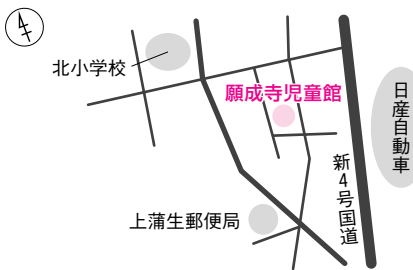 北小学校
願成寺児童館
日産自動車
新4号国道
上蒲生郵便局